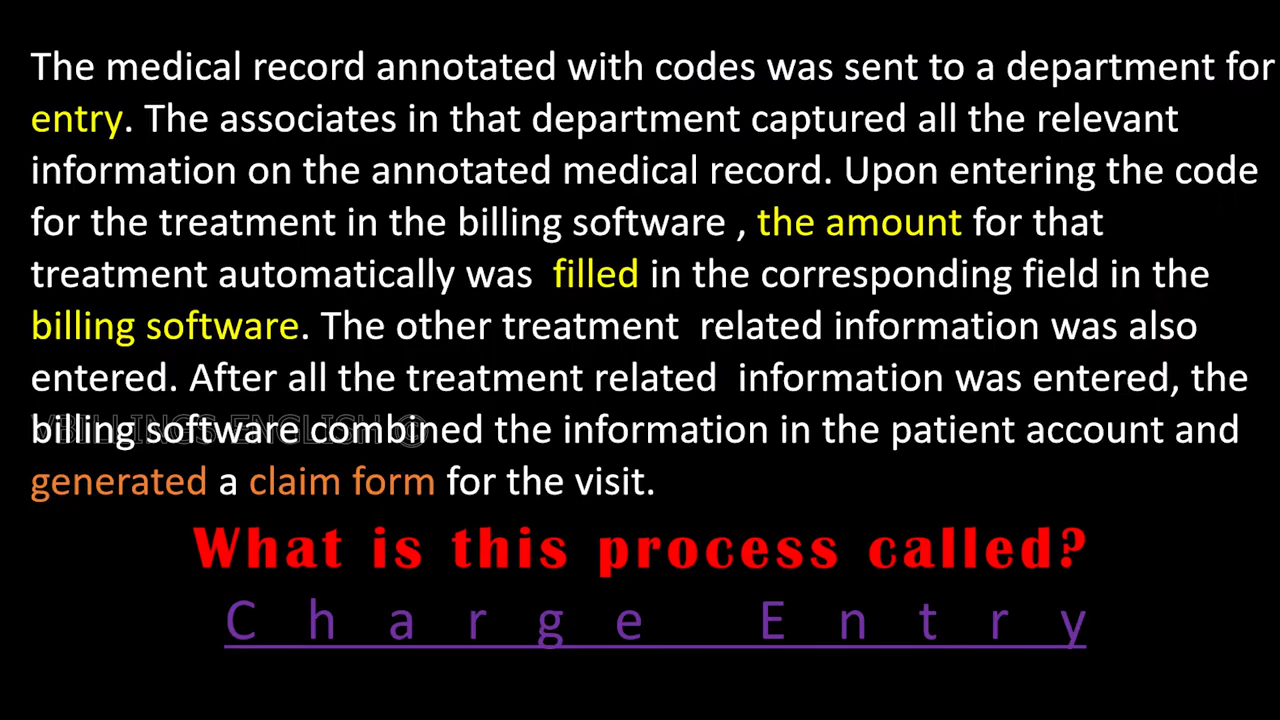 The medical record annotated with codes was sent to a department for
entry. The associates in that department captured all the relevant
information on the annotated medical record. Upon entering the code
for the treatment in the billing software , the amount for that
treatment automatically was filled in the corresponding field in the
billing software. The other treatment related information was also
entered. After all the treatment related information was entered, the
billing software combined the information in the patient account and
VBILLINGS ENGLISH ©
generated a claim form for the visit.
What is this process called?
Charge Entry